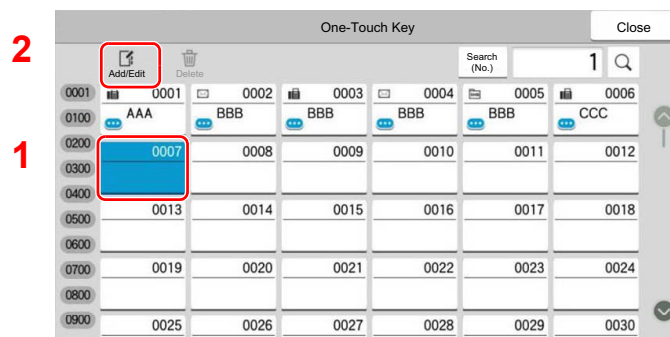 One-Touch Key
Close
2
Add/Edit
Delete
Search
(No.)
1
0001
0001 0002 0003 0004 0005 0006
0100
AAA BBB BBB BBB BBB CCC
1
0200
0007 0008 0009 0010 0011 0012
0300
0400
0013 0014 0015 0016 0017 0018
0500
0600
0700
0019 0020 0021 0022 0023 0024
0800
0900
0025 0026 0027 0028 0029 0030